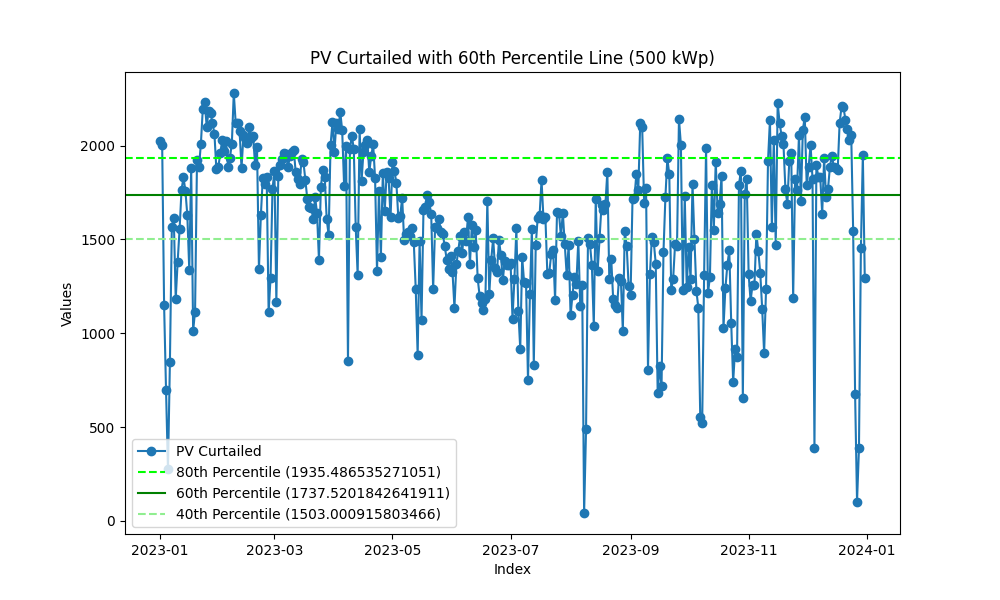 PV Curtailed with 60th Percentile Line (500 kWp)
Values
2000
1500
1000
500
0
PV Curtailed
80th Percentile (1935.486535271051)
60th Percentile (1737.5201842641911)
40th Percentile (1503.000915803466)
2023-01
2023-03
2023-05
2023-07
2023-09
2023-11
2024-01
Index